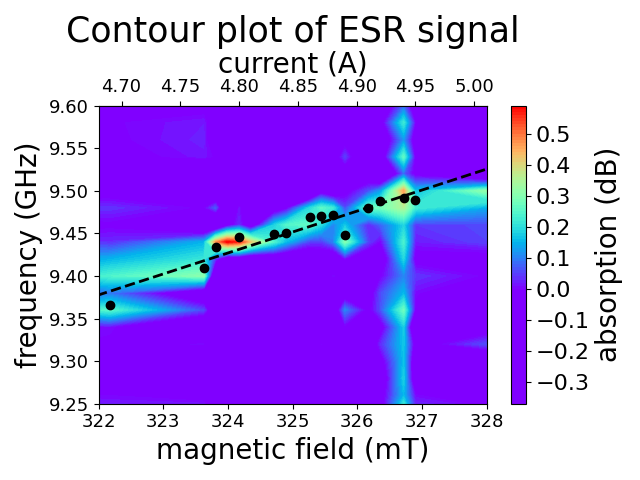 Contour plot of ESR signal
current (A)
4.70 4.75 4.80 4.85 4.90 4.95 5.00
9.60
9.55
9.50
9.45
9.40
9.35
9.30
9.25
frequency (GHz)
322 323 324 325 326 327 328
magnetic field (mT)
0.5
0.4
0.3
0.2
0.1
0.0
−0.1
−0.2
−0.3
absorption (dB)